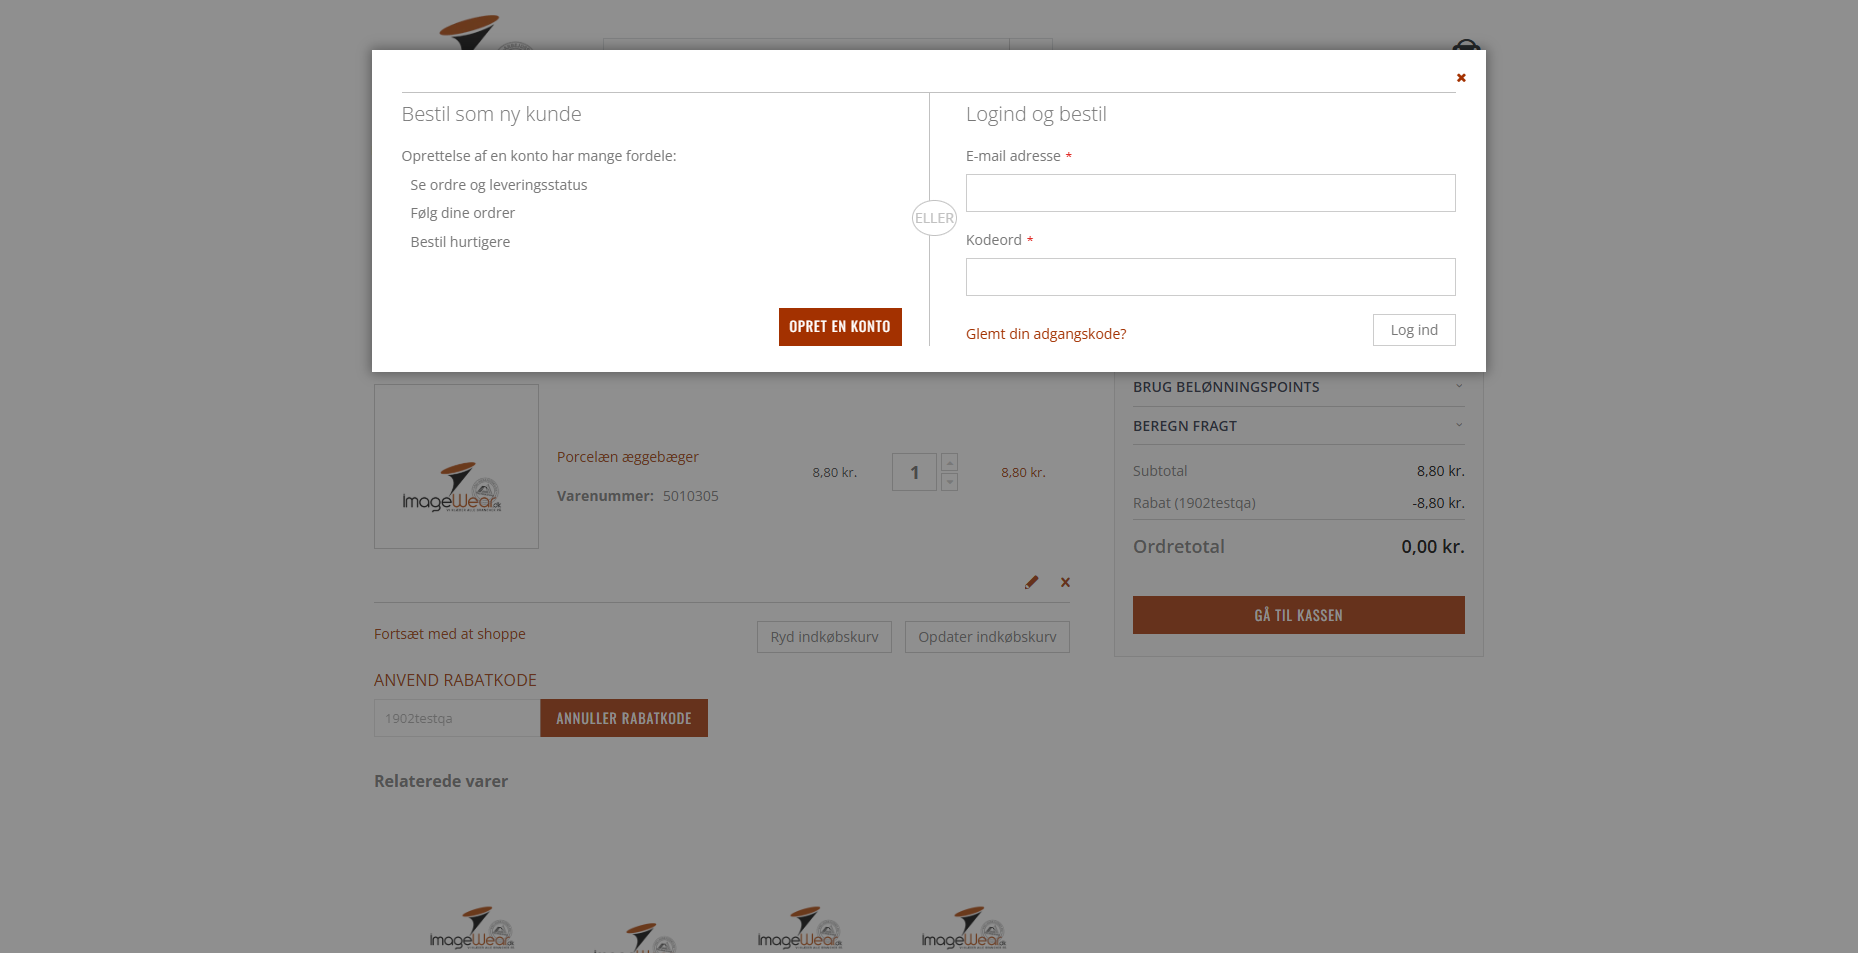 Bestil som ny kunde
Oprettelse af en konto har mange fordele:
Se ordre og leveringsstatus
Følg dine ordrer
Bestil hurtigere
OPRET EN KONTO
ELLER
Logind og bestil
E-mail adresse *
Kodeord *
Glemt din adgangskode?
Log ind
BRUG BELØNNINGSPOINTS
BEREGN FRAGT
Subtotal 8,80 kr.
Rabat (1902testqa) -8,80 kr.
Ordretotal 0,00 kr.
GÅ TIL KASSEN
ImageWear.dk
Porcelæn æggebæger
Varenummer: 5010305
8,80 kr. 1 8,80 kr.
Fortsæt med at shoppe
Ryd indkøbskurv
Opdater indkøbskurv
ANVEND RABATKODE
1902testqa
ANNULLER RABATKODE
Relaterede varer
ImageWear.dk
ImageWear.dk
ImageWear.dk